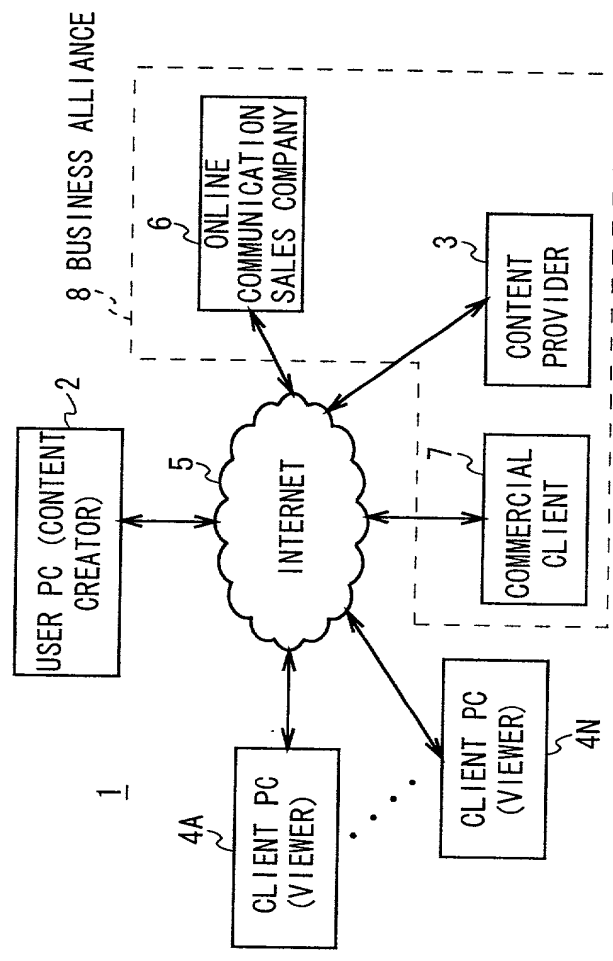 1
2
USER PC (CONTENT
CREATOR)
8 BUSINESS ALLIANCE
5
INTERNET
6
ONLINE
COMMUNICATION
SALES COMPANY
4A
CLIENT PC
(VIEWER)
CLIENT PC
(VIEWER)
4N
7
COMMERCIAL
CLIENT
3
CONTENT
PROVIDER